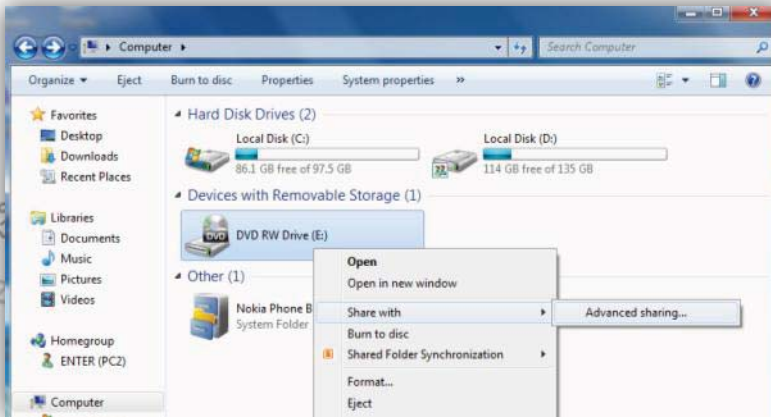 Computer
Search Computer
Organize
Eject
Burn to disc
Properties
System properties
»
Favorites
Desktop
Downloads
Recent Places
Libraries
Documents
Music
Pictures
Videos
Homegroup
ENTER (PC2)
Computer
Hard Disk Drives (2)
Local Disk (C:)
86.1 GB free of 97.5 GB
Local Disk (D:)
114 GB free of 135 GB
Devices with Removable Storage (1)
DVD
DVD RW Drive (E:)
Other (1)
Nokia Phone B
System Folder
Open
Open in new window
Share with
Advanced sharing...
Burn to disc
Shared Folder Synchronization
Format...
Eject